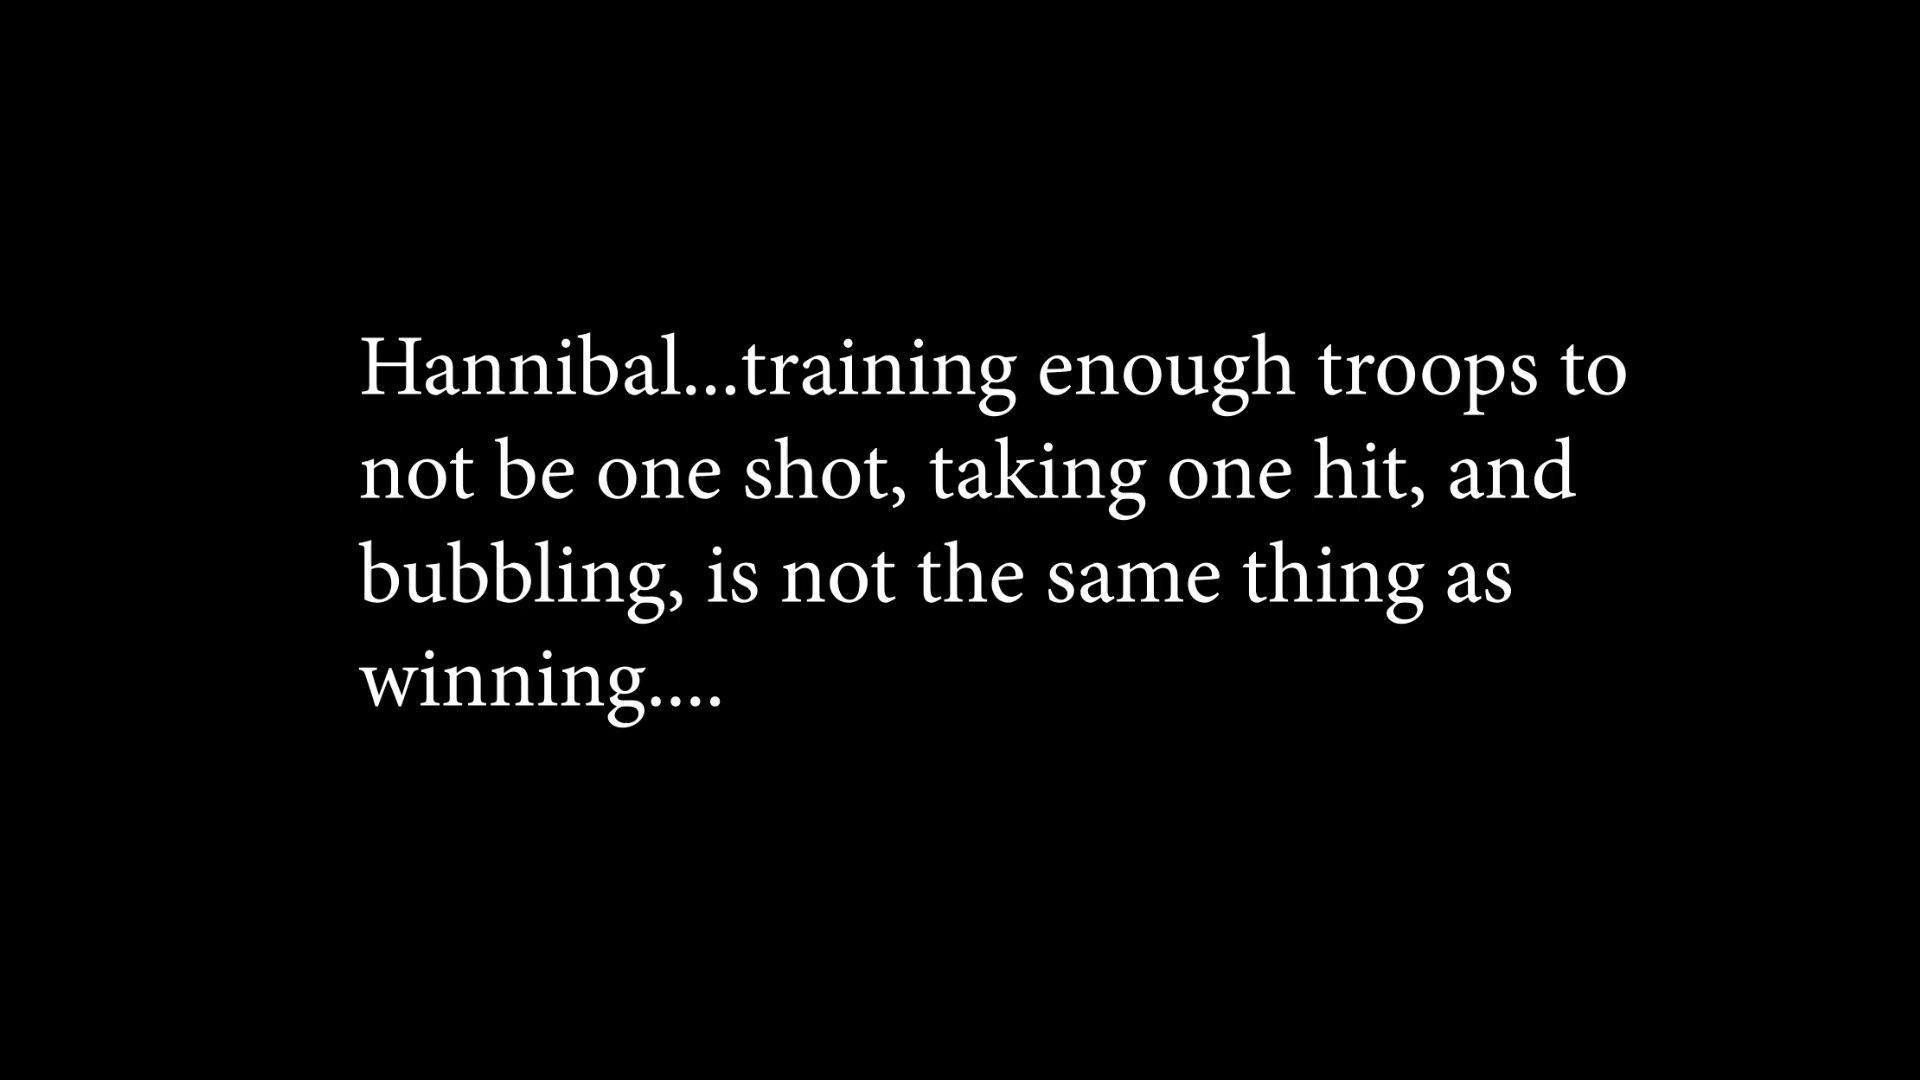 Hannibal...training enough troops to
not be one shot, taking one hit, and
bubbling, is not the same thing as
winning....